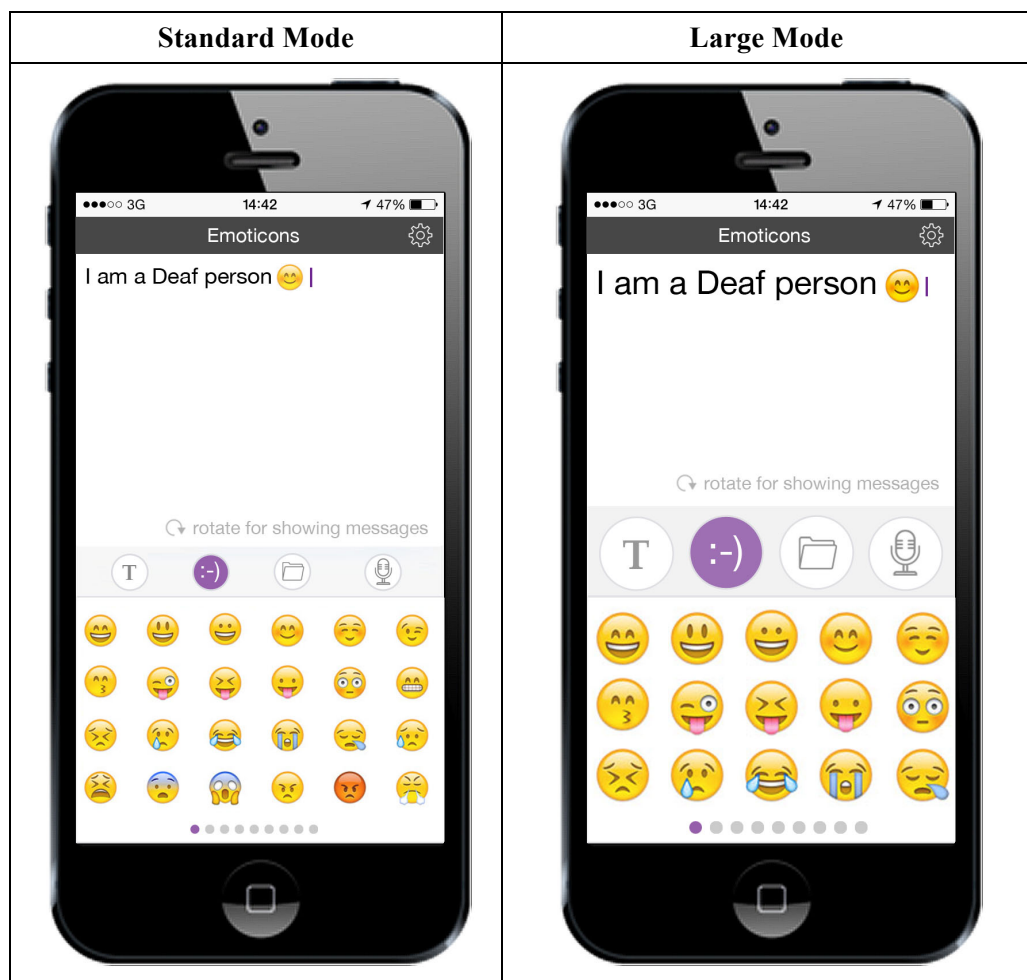 Standard Mode
Large Mode
3G 14:42 47%
Emoticons
I am a Deaf person 😊
rotate for showing messages
T :-)
3G 14:42 47%
Emoticons
I am a Deaf person 😊
rotate for showing messages
T :-)